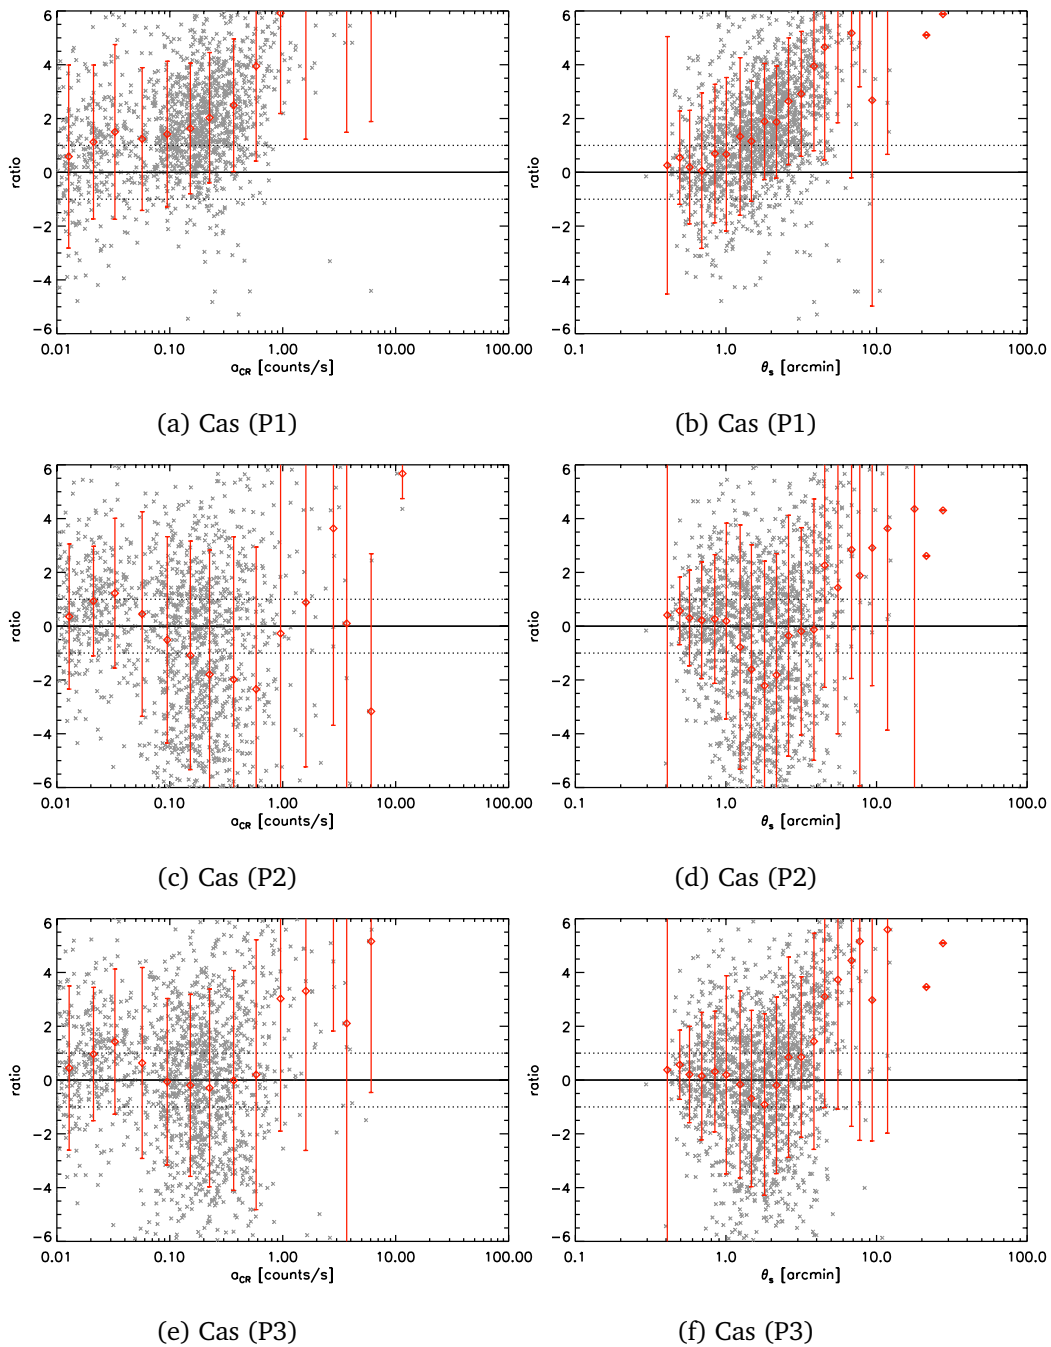 6
4
2
0
−2
−4
−6
ratio
0.01 0.10 1.00 10.00 100.00
a_CR [counts/s]
6
4
2
0
−2
−4
−6
ratio
0.1 1.0 10.0 100.0
θ_s [arcmin]
(a) Cas (P1)
(b) Cas (P1)
6
4
2
0
−2
−4
−6
ratio
0.01 0.10 1.00 10.00 100.00
a_CR [counts/s]
6
4
2
0
−2
−4
−6
ratio
0.1 1.0 10.0 100.0
θ_s [arcmin]
(c) Cas (P2)
(d) Cas (P2)
6
4
2
0
−2
−4
−6
ratio
0.01 0.10 1.00 10.00 100.00
a_CR [counts/s]
6
4
2
0
−2
−4
−6
ratio
0.1 1.0 10.0 100.0
θ_s [arcmin]
(e) Cas (P3)
(f) Cas (P3)